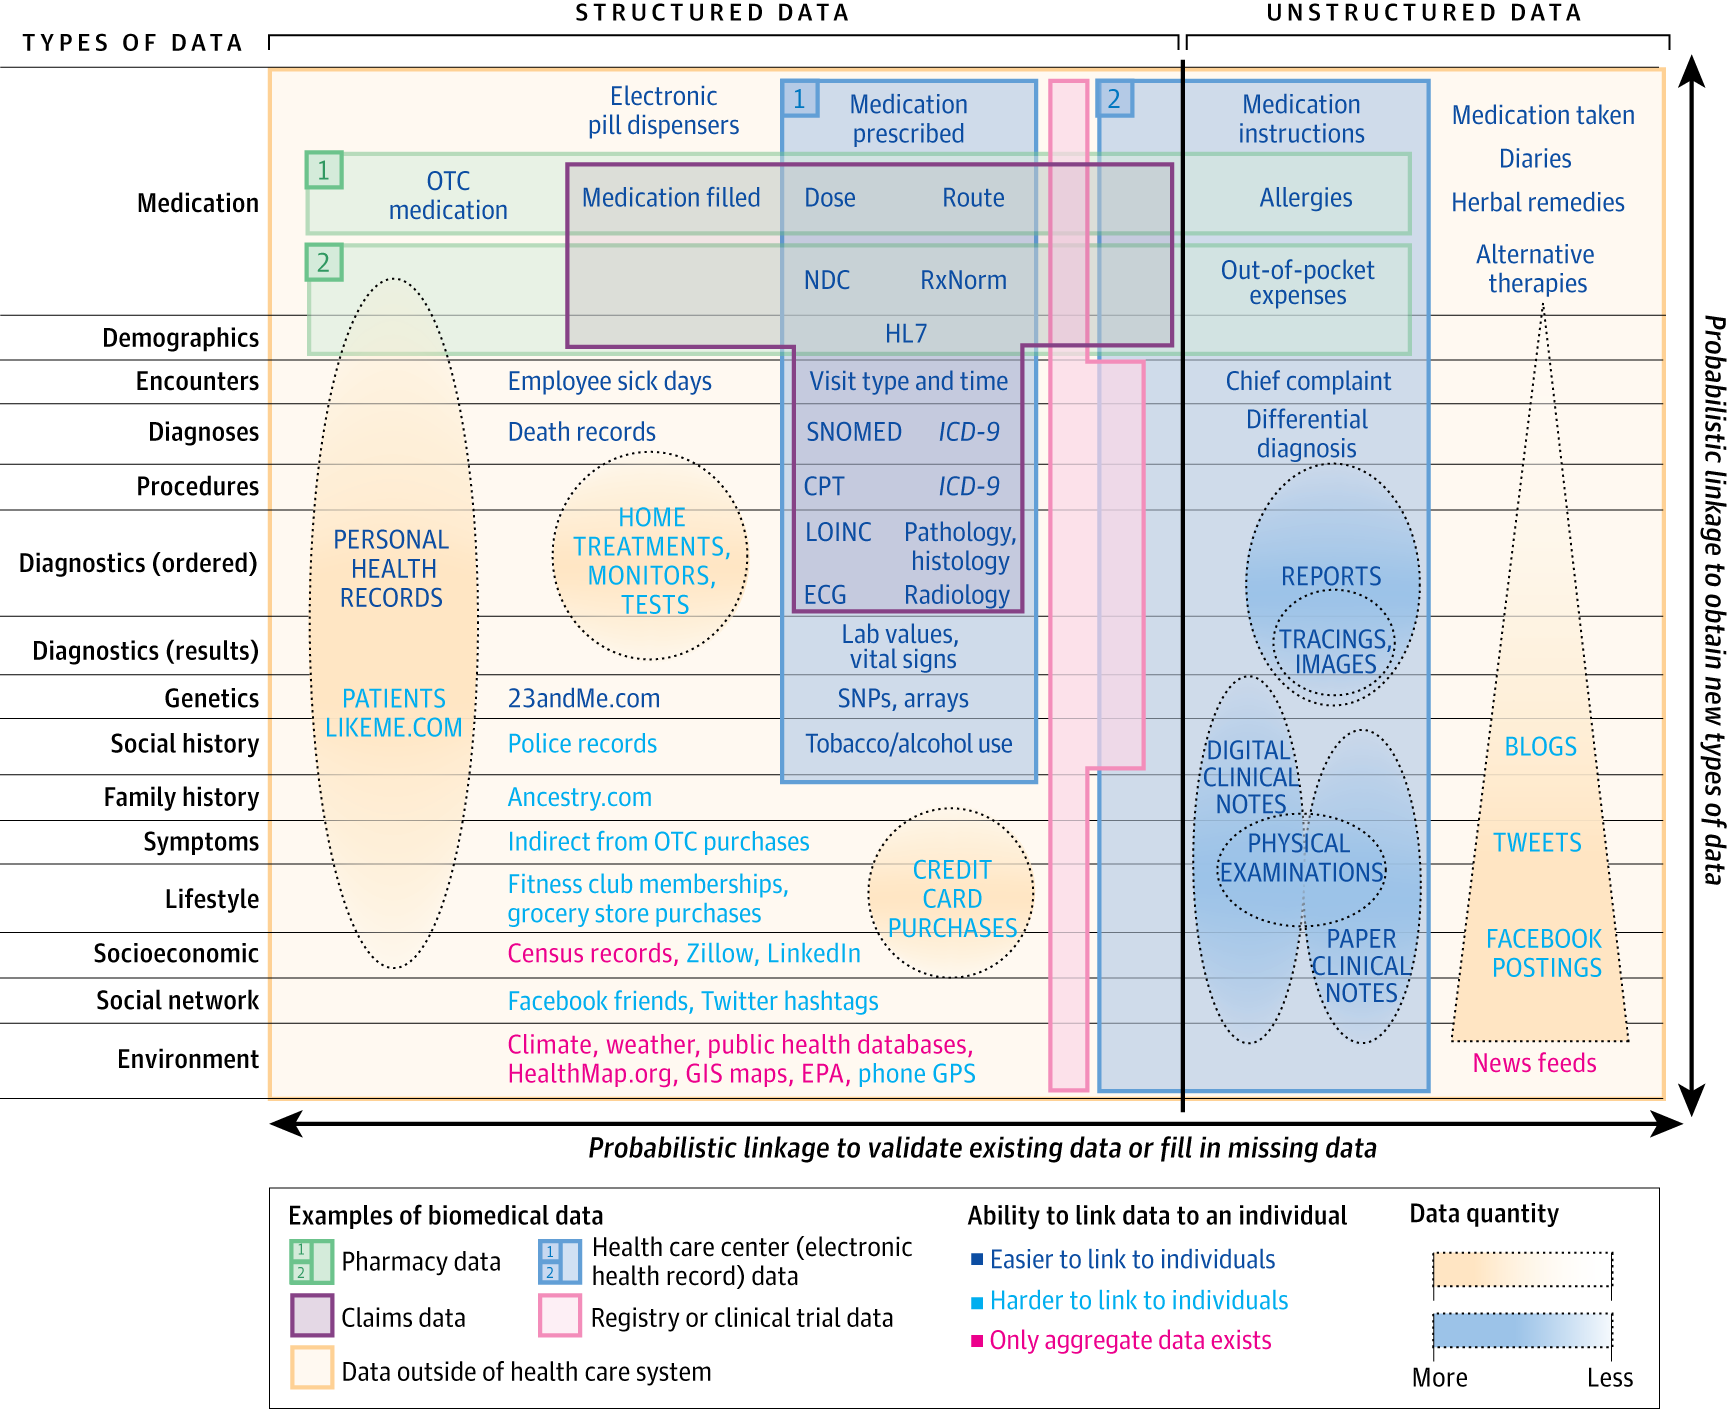 STRUCTURED DATA
UNSTRUCTURED DATA
TYPES OF DATA
Medication
Electronic
pill dispensers
1
Medication
prescribed
2
Medication
instructions
Medication taken
Diaries
Herbal remedies
Alternative
therapies
1
OTC
medication
Medication filled
Dose
Route
Allergies
2
NDC
RxNorm
Out-of-pocket
expenses
Demographics
HL7
Encounters
Employee sick days
Visit type and time
Chief complaint
Diagnoses
Death records
SNOMED
ICD-9
Differential
diagnosis
Procedures
CPT
ICD-9
Diagnostics (ordered)
PERSONAL
HEALTH
RECORDS
HOME
TREATMENTS,
MONITORS,
TESTS
LOINC
Pathology,
histology
ECG
Radiology
REPORTS
Diagnostics (results)
Lab values,
vital signs
TRACINGS,
IMAGES
Genetics
PATIENTS
LIKEME.COM
23andMe.com
SNPs, arrays
Social history
Police records
Tobacco/alcohol use
DIGITAL
CLINICAL
NOTES
BLOGS
Family history
Ancestry.com
Symptoms
Indirect from OTC purchases
PHYSICAL
EXAMINATIONS
TWEETS
Lifestyle
Fitness club memberships,
grocery store purchases
CREDIT
CARD
PURCHASES
Socioeconomic
Census records, Zillow, LinkedIn
PAPER
CLINICAL
NOTES
FACEBOOK
POSTINGS
Social network
Facebook friends, Twitter hashtags
Environment
Climate, weather, public health databases,
HealthMap.org, GIS maps, EPA, phone GPS
News feeds
Probabilistic linkage to obtain new types of data
Probabilistic linkage to validate existing data or fill in missing data
Examples of biomedical data
1
2
Pharmacy data
1
2
Health care center (electronic
health record) data
Claims data
Registry or clinical trial data
Data outside of health care system
Ability to link data to an individual
Easier to link to individuals
Harder to link to individuals
Only aggregate data exists
Data quantity
More
Less